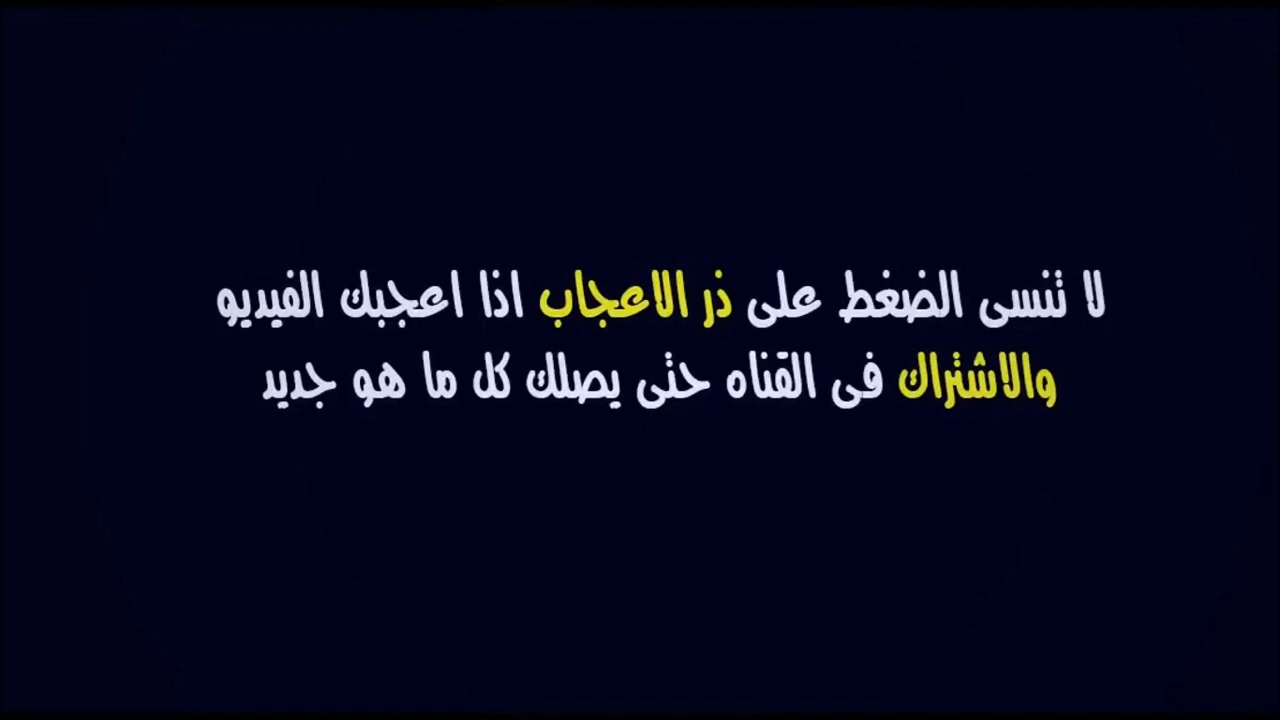 لا تنسى الضغط على ذر الاعجاب اذا اعجبك الفيديو
والاشتراك فى القناه حتى يصلك كل ما هو جديد